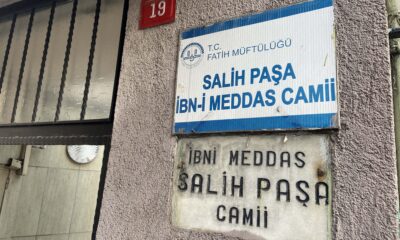 19
T.C.
FATİH MÜFTÜLÜĞÜ
SALİH PAŞA
İBN-İ MEDDAS CAMİİ
İBNİ MEDDAS
SALİH PAŞA
CAMİİ